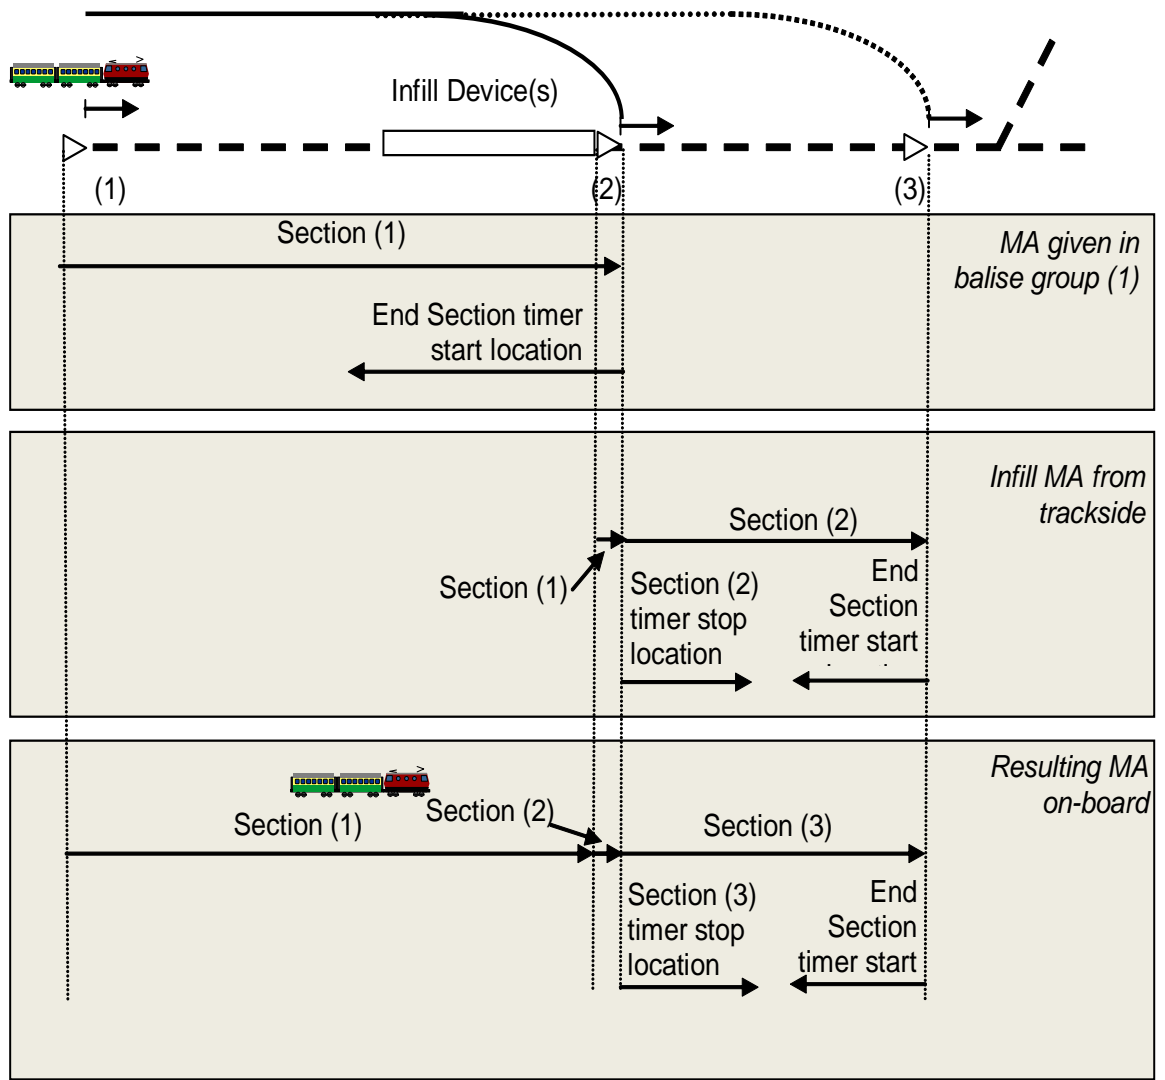 Infill Device(s)
(1)
(2)
(3)
Section (1)
MA given in
balise group (1)
End Section timer
start location
Infill MA from
trackside
Section (2)
Section (1)
Section (2)
timer stop
location
End
Section
timer start
Resulting MA
on-board
Section (1)
Section (2)
Section (3)
Section (3)
timer stop
location
End
Section
timer start